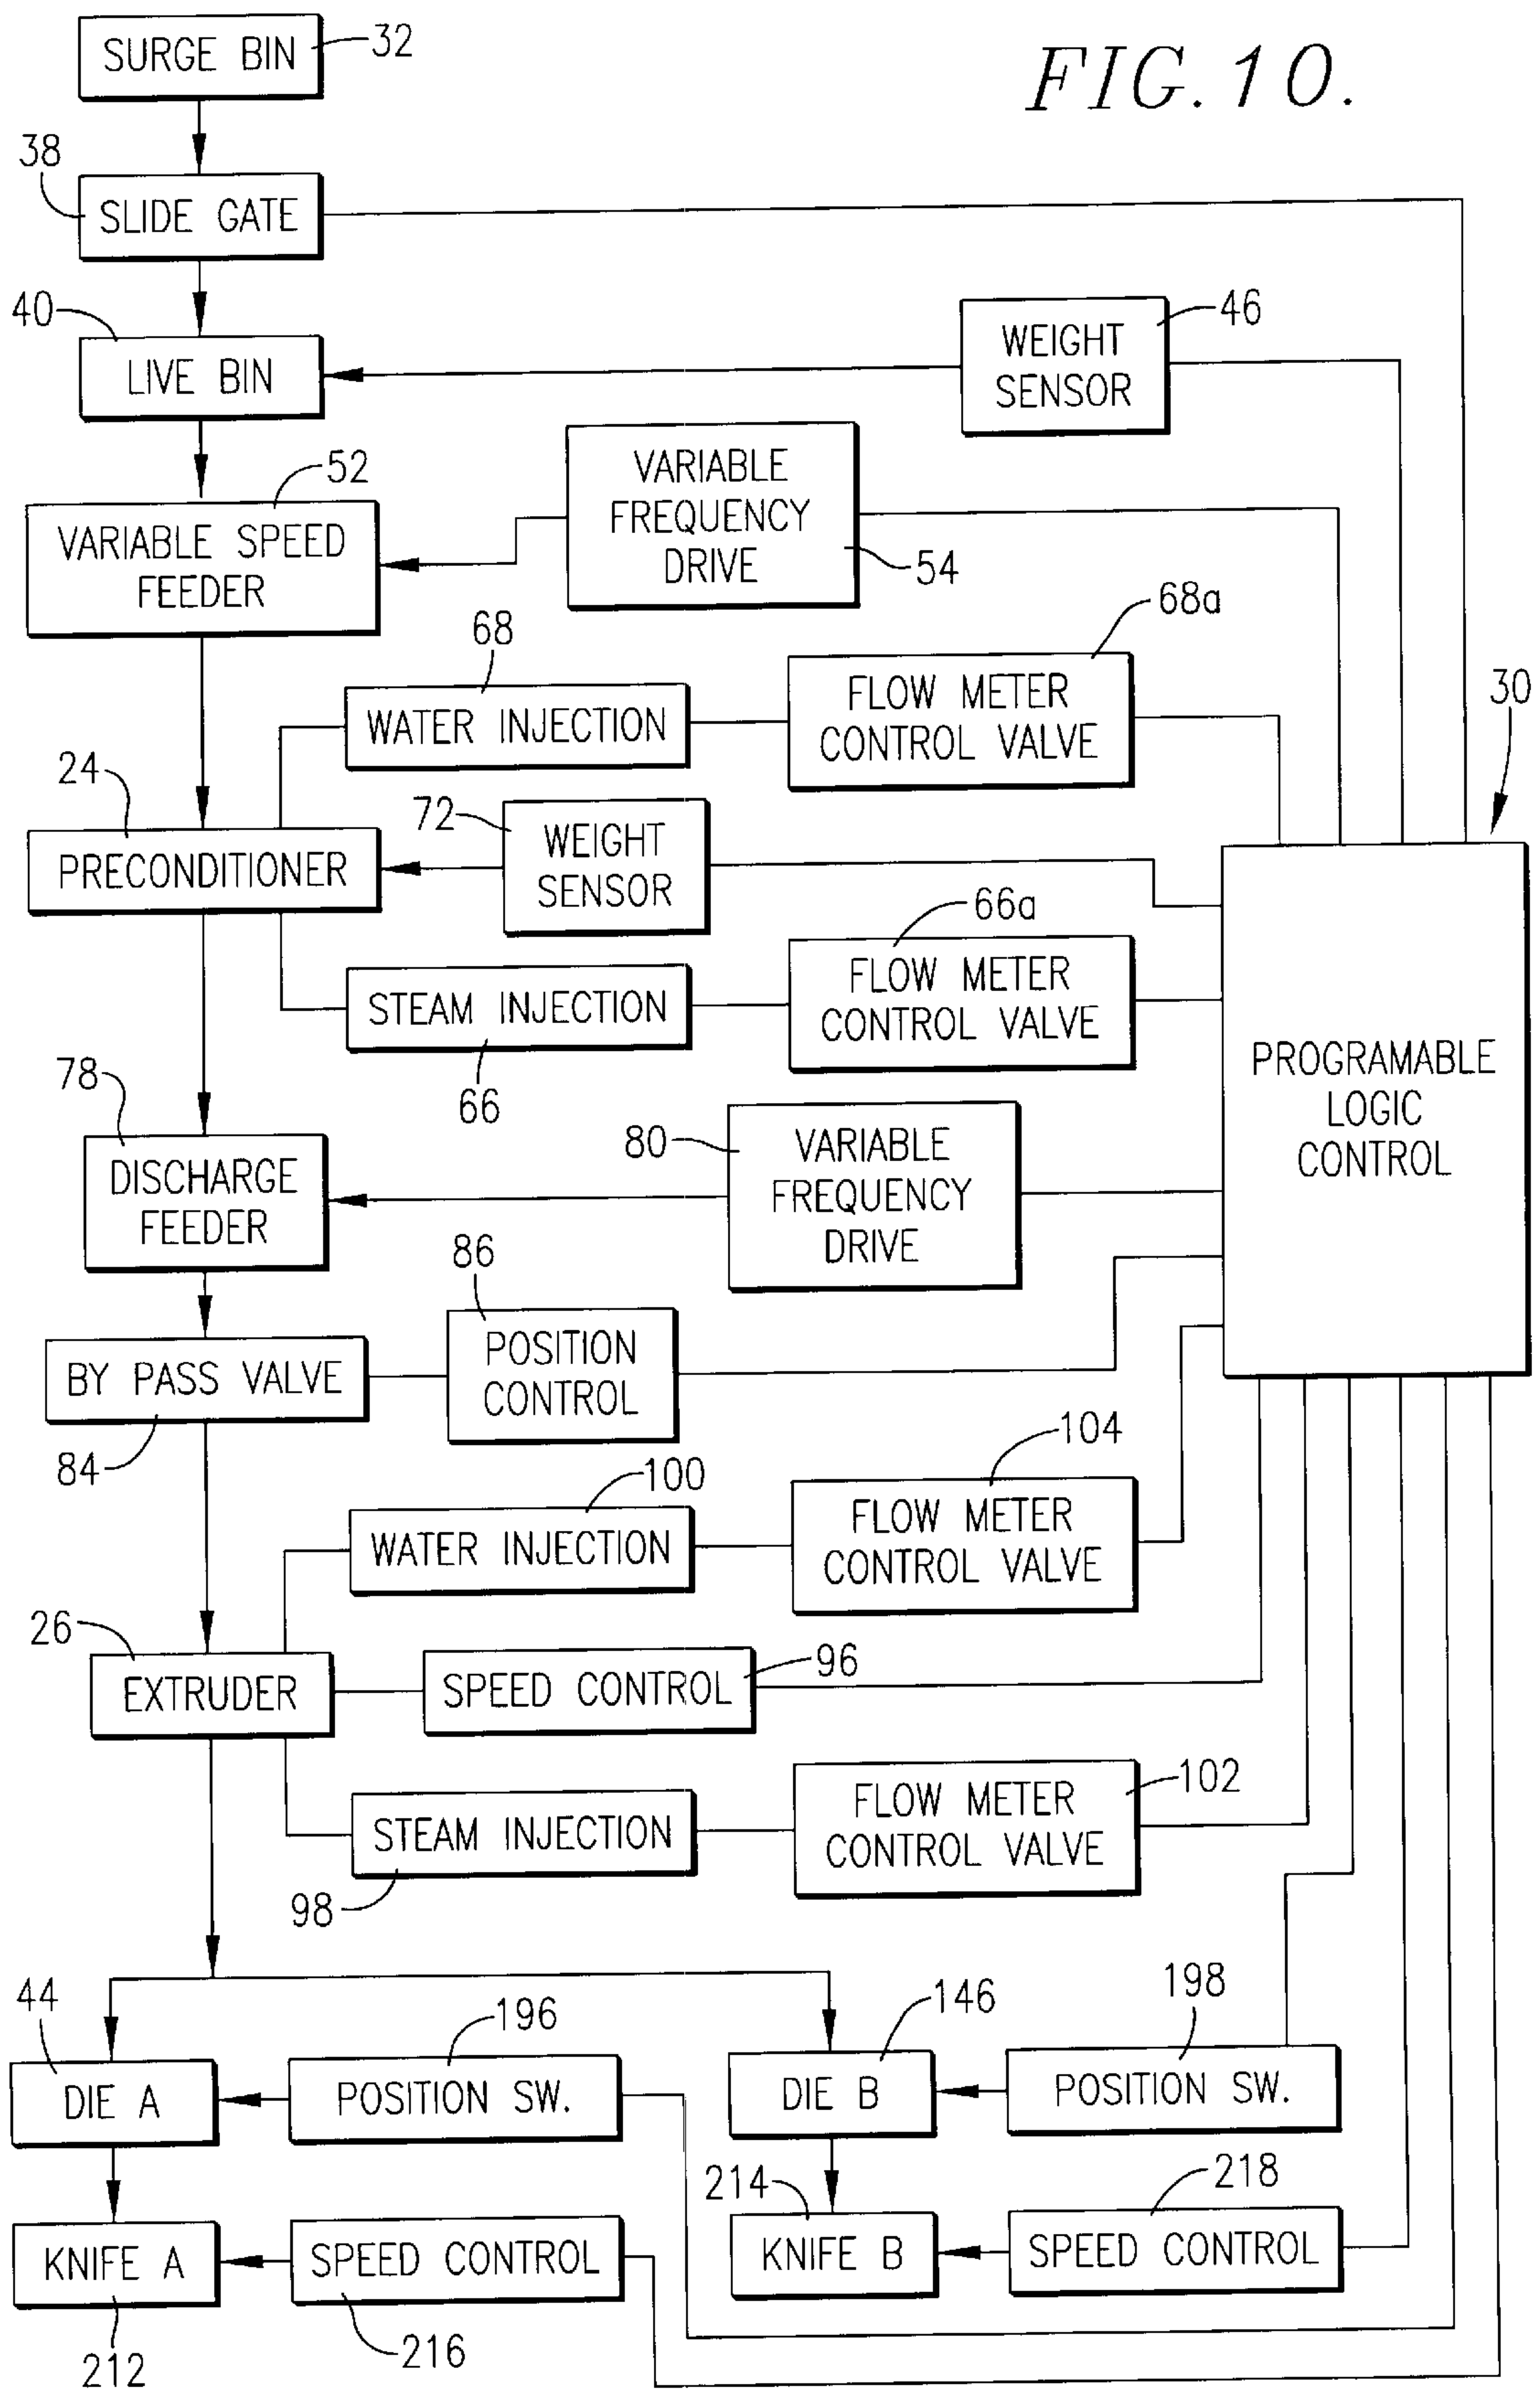 FIG. 10.
SURGE BIN
32
38
SLIDE GATE
40
LIVE BIN
WEIGHT
SENSOR
46
52
VARIABLE SPEED
FEEDER
VARIABLE
FREQUENCY
DRIVE
54
68
WATER INJECTION
68a
FLOW METER
CONTROL VALVE
30
24
PRECONDITIONER
72
WEIGHT
SENSOR
66a
STEAM INJECTION
66
FLOW METER
CONTROL VALVE
PROGRAMABLE
LOGIC
CONTROL
78
DISCHARGE
FEEDER
80
VARIABLE
FREQUENCY
DRIVE
86
BY PASS VALVE
84
POSITION
CONTROL
100
WATER INJECTION
104
FLOW METER
CONTROL VALVE
26
EXTRUDER
SPEED CONTROL
96
STEAM INJECTION
98
FLOW METER
CONTROL VALVE
102
44
DIE A
196
POSITION SW.
146
DIE B
198
POSITION SW.
KNIFE A
212
SPEED CONTROL
216
214
KNIFE B
218
SPEED CONTROL